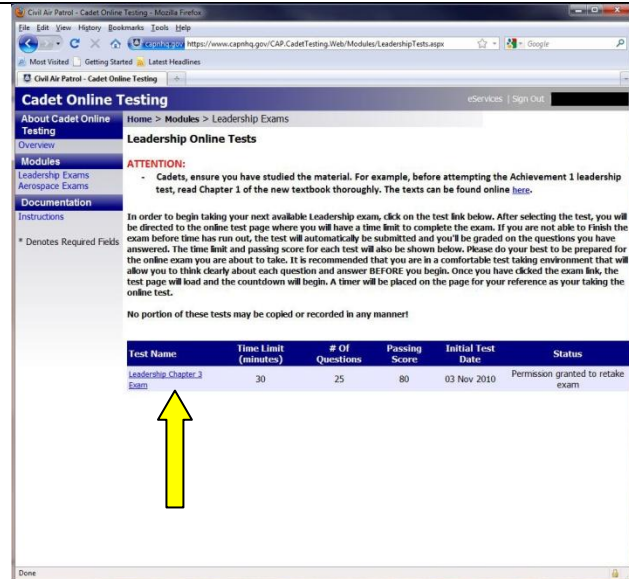 Civil Air Patrol - Cadet Online Testing - Mozilla Firefox
File Edit View History Bookmarks Tools Help
capnhq.gov https://www.capnhq.gov/CAP.CadetTesting.Web/Modules/LeadershipTests.aspx Google
Most Visited Getting Started Latest Headlines
Civil Air Patrol - Cadet Online Testing
Cadet Online Testing eServices | Sign Out
About Cadet Online Testing
Overview
Modules
Leadership Exams
Aerospace Exams
Documentation
Instructions
* Denotes Required Fields
Home > Modules > Leadership Exams
Leadership Online Tests
ATTENTION:
- Cadets, ensure you have studied the material. For example, before attempting the Achievement 1 leadership
test, read Chapter 1 of the new textbook thoroughly. The texts can be found online here.
In order to begin taking your next available Leadership exam, click on the test link below. After selecting the test, you will
be directed to the online test page where you will have a time limit to complete the exam. If you are not able to Finish the
exam before time has run out, the test will automatically be submitted and you'll be graded on the questions you have
answered. The time limit and passing score for each test will also be shown below. Please do your best to be prepared for
the online exam you are about to take. It is recommended that you are in a comfortable test taking environment that will
allow you to think clearly about each question and answer BEFORE you begin. Once you have clicked the exam link, the
test page will load and the countdown will begin. A timer will be placed on the page for your reference as your taking the
online test.
No portion of these tests may be copied or recorded in any manner!
Test Name Time Limit (minutes) # Of Questions Passing Score Initial Test Date Status
Leadership Chapter 3 Exam 30 25 80 03 Nov 2010 Permission granted to retake exam
Done